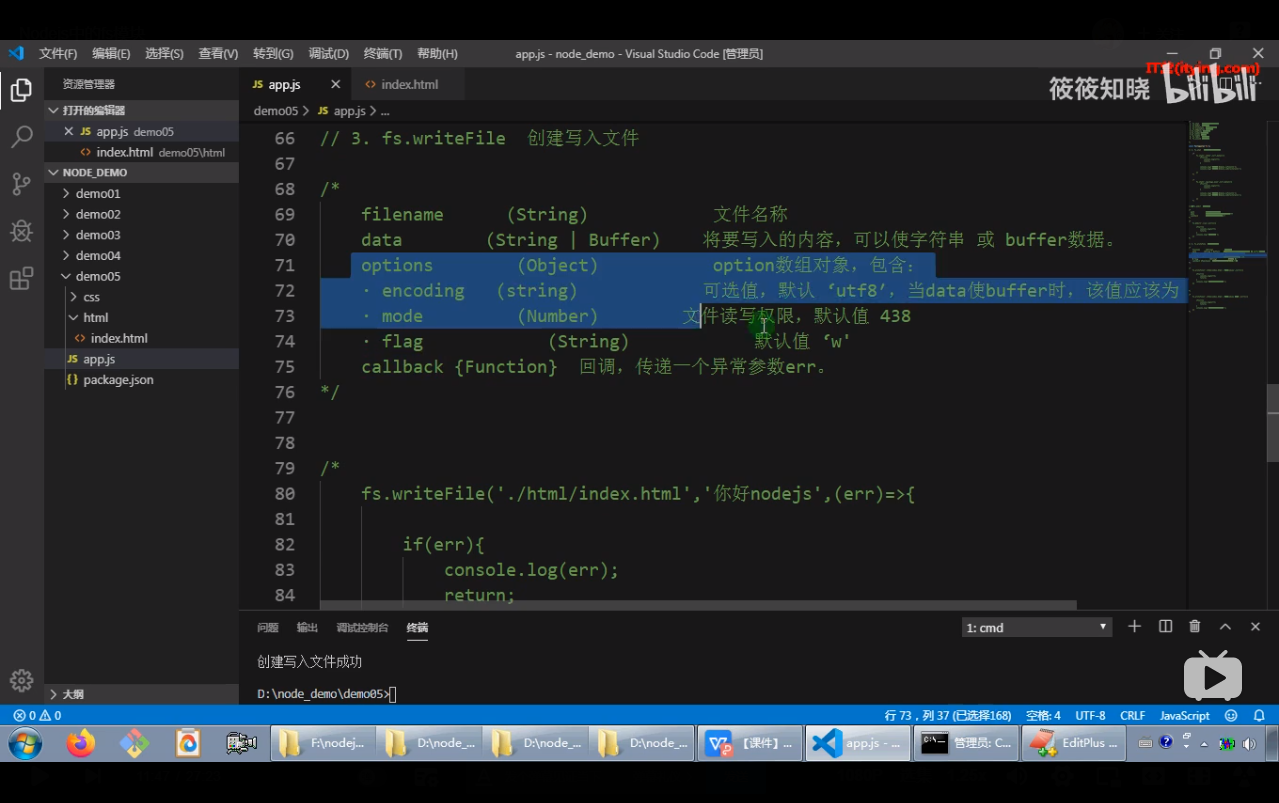 文件(F) 编辑(E) 选择(S) 查看(V) 转到(G) 调试(D) 终端(T) 帮助(H) app.js - node_demo - Visual Studio Code [管理员]
筱筱知晓 bilibili
资源管理器
JS app.js <> index.html
打开的编辑器
JS app.js demo05
<> index.html demo05\html
demo05 > JS app.js > ...
NODE_DEMO
demo01
demo02
demo03
demo04
demo05
css
html
<> index.html
JS app.js
{} package.json
大纲
66 // 3. fs.writeFile 创建写入文件
67
68 /*
69 filename (String) 文件名称
70 data (String | Buffer) 将要写入的内容，可以使字符串 或 buffer数据。
71 options (Object) option数组对象，包含：
72 · encoding (string) 可选值，默认 ‘utf8′，当data使buffer时，该值应该为
73 · mode (Number) 文件读写权限，默认值 438
74 · flag (String) 默认值 ‘w'
75 callback {Function} 回调，传递一个异常参数err。
76 */
77
78
79 /*
80 fs.writeFile('./html/index.html','你好nodejs',(err)=>{
81
82 if(err){
83 console.log(err);
84 return;
问题 输出 调试控制台 终端 1: cmd
创建写入文件成功
D:\node_demo\demo05>
0 0 行 73，列 37 (已选择168) 空格: 4 UTF-8 CRLF JavaScript
F:\nodej... D:\node_... D:\node_... D:\node_... 【课件】... app.js - ... 管理员: C... EditPlus ...